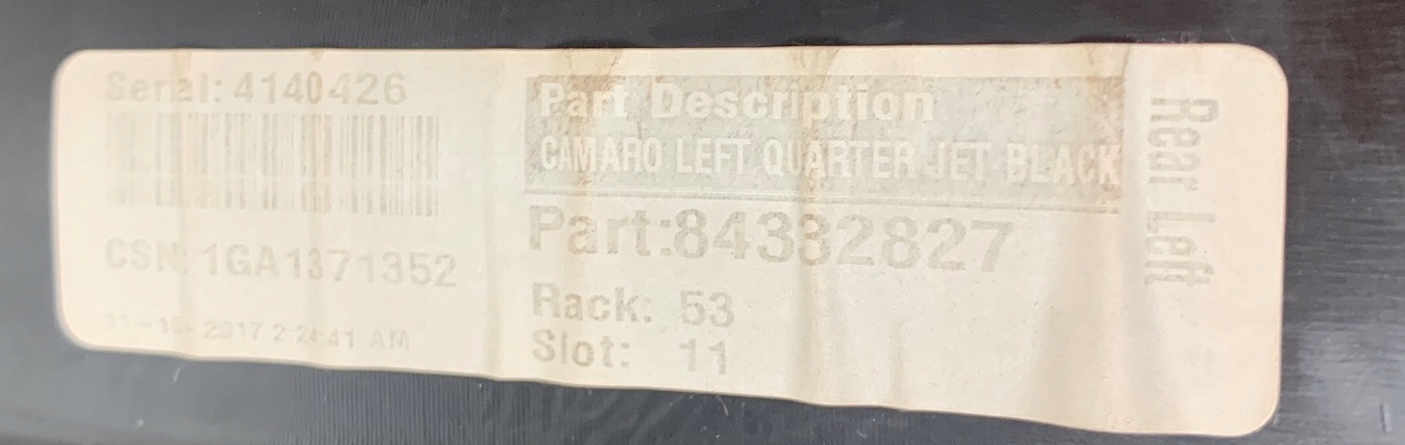 Serial: 4140426
CSN: 1GA1371352
11-15-2017 2:24:41 AM
Part Description
CAMARO LEFT QUARTER JET BLACK
Part:84332827
Rack: 53
Slot: 11
Rear Left